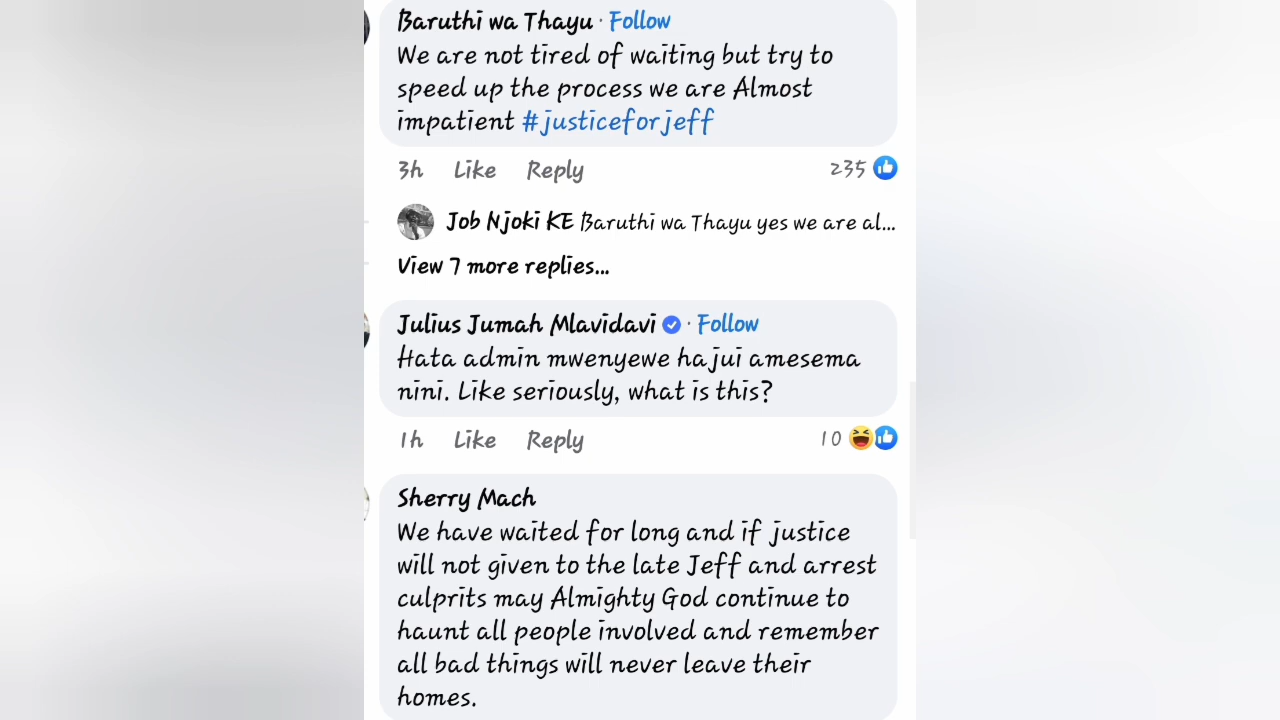 Baruthi wa Thayu · Follow
We are not tired of waiting but try to
speed up the process we are Almost
impatient #justiceforjeff
3h Like Reply 235
Job Njoki KE Baruthi wa Thayu yes we are al...
View 7 more replies...
Julius Jumah Mlavidavi · Follow
Hata admin mwenyewe hajui amesema
nini. Like seriously, what is this?
1h Like Reply 10
Sherry Mach
We have waited for long and if justice
will not given to the late Jeff and arrest
culprits may Almighty God continue to
haunt all people involved and remember
all bad things will never leave their
homes.